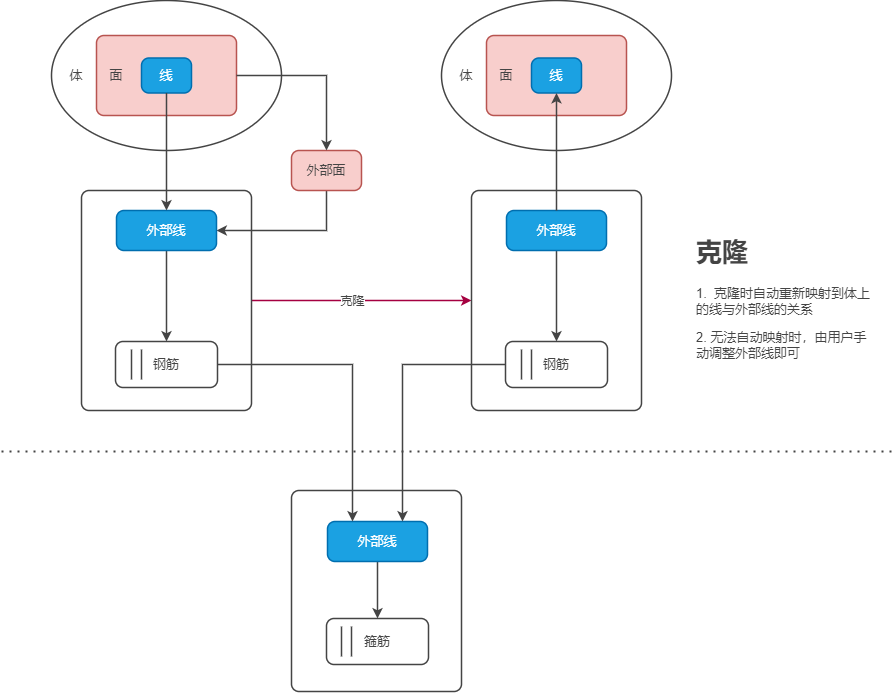 体
面
线
体
面
线
外部面
外部线
外部线
克隆
1. 克隆时自动重新映射到体上
的线与外部线的关系
克隆
2. 无法自动映射时，由用户手
动调整外部线即可
钢筋
钢筋
外部线
箍筋